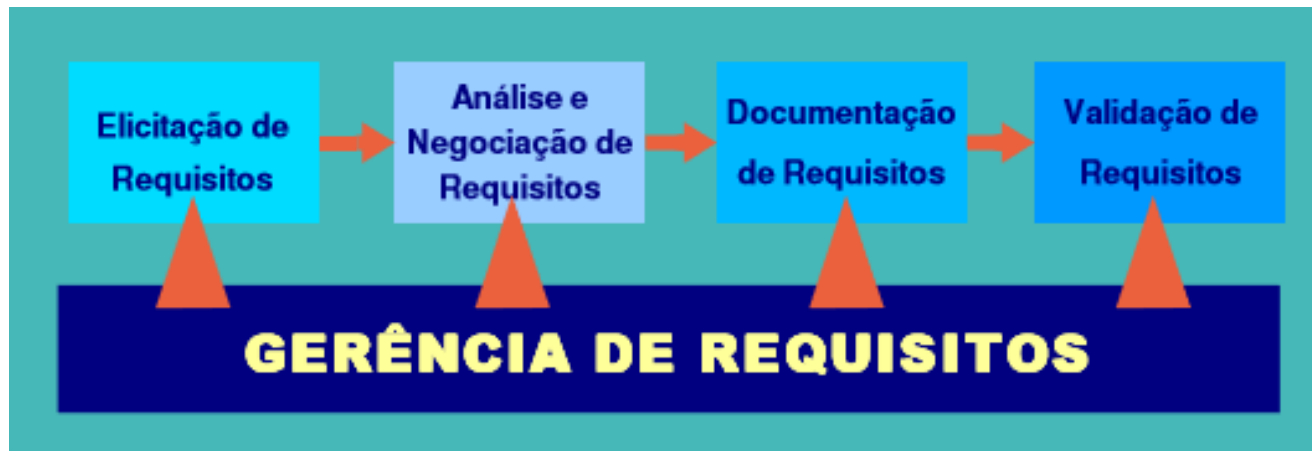 Elicitação de
Requisitos
Análise e
Negociação de
Requisitos
Documentação
de Requisitos
Validação de
Requisitos
GERÊNCIA DE REQUISITOS